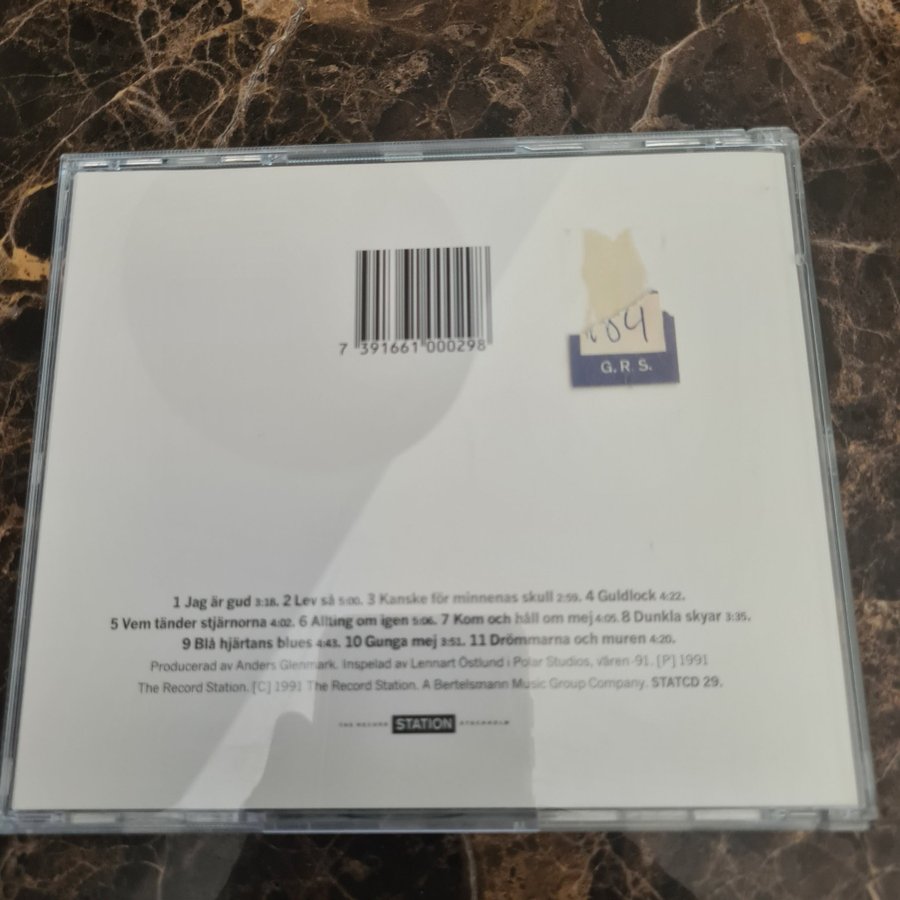 7 391661 000298
G. R. S.
1 Jag är gud 3:18. 2 Lev så 5:00. 3 Kanske för minnenas skull 2:59. 4 Guldlock 4:22.
5 Vem tänder stjärnorna 4:02. 6 Allting om igen 5:06. 7 Kom och håll om mej 4:05. 8 Dunkla skyar 3:35.
9 Blå hjärtans blues 4:43. 10 Gunga mej 3:51. 11 Drömmarna och muren 4:20.
Producerad av Anders Glenmark. Inspelad av Lennart Östlund i Polar Studios, våren -91. [P] 1991
The Record Station. [C] 1991 The Record Station. A Bertelsmann Music Group Company. STATCD 29.
THE RECORD STATION STOCKHOLM